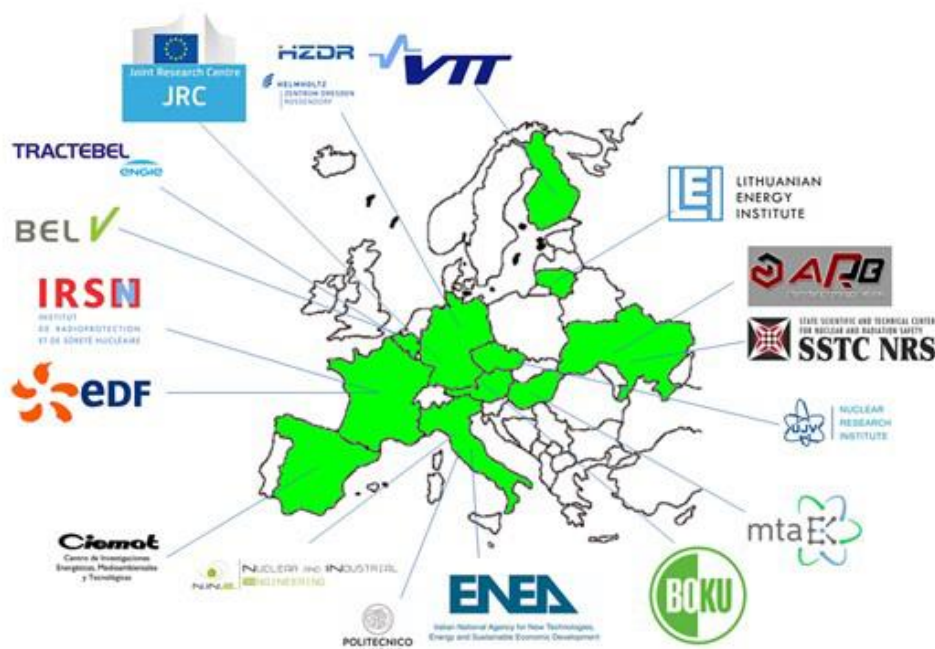 Joint Research Centre
JRC
HZDR
HELMHOLTZ
ZENTRUM DRESDEN
ROSSENDORF
VTT
TRACTEBEL
ENGIE
BEL V
IRSN
INSTITUT
DE RADIOPROTECTION
ET DE SÛRETÉ NUCLÉAIRE
eDF
LEI
LITHUANIAN
ENERGY
INSTITUTE
ARB
STATE SCIENTIFIC AND TECHNICAL CENTER
FOR NUCLEAR AND RADIATION SAFETY
SSTC NRS
UJV
NUCLEAR
RESEARCH
INSTITUTE
mtaEK
Ciemat
Centro de Investigaciones
Energéticas, Medioambientales
y Tecnológicas
N.IN.E.
NUCLEAR AND INDUSTRIAL
ENGINEERING
POLITECNICO
ENEA
Italian National Agency for New Technologies,
Energy and Sustainable Economic Development
BOKU